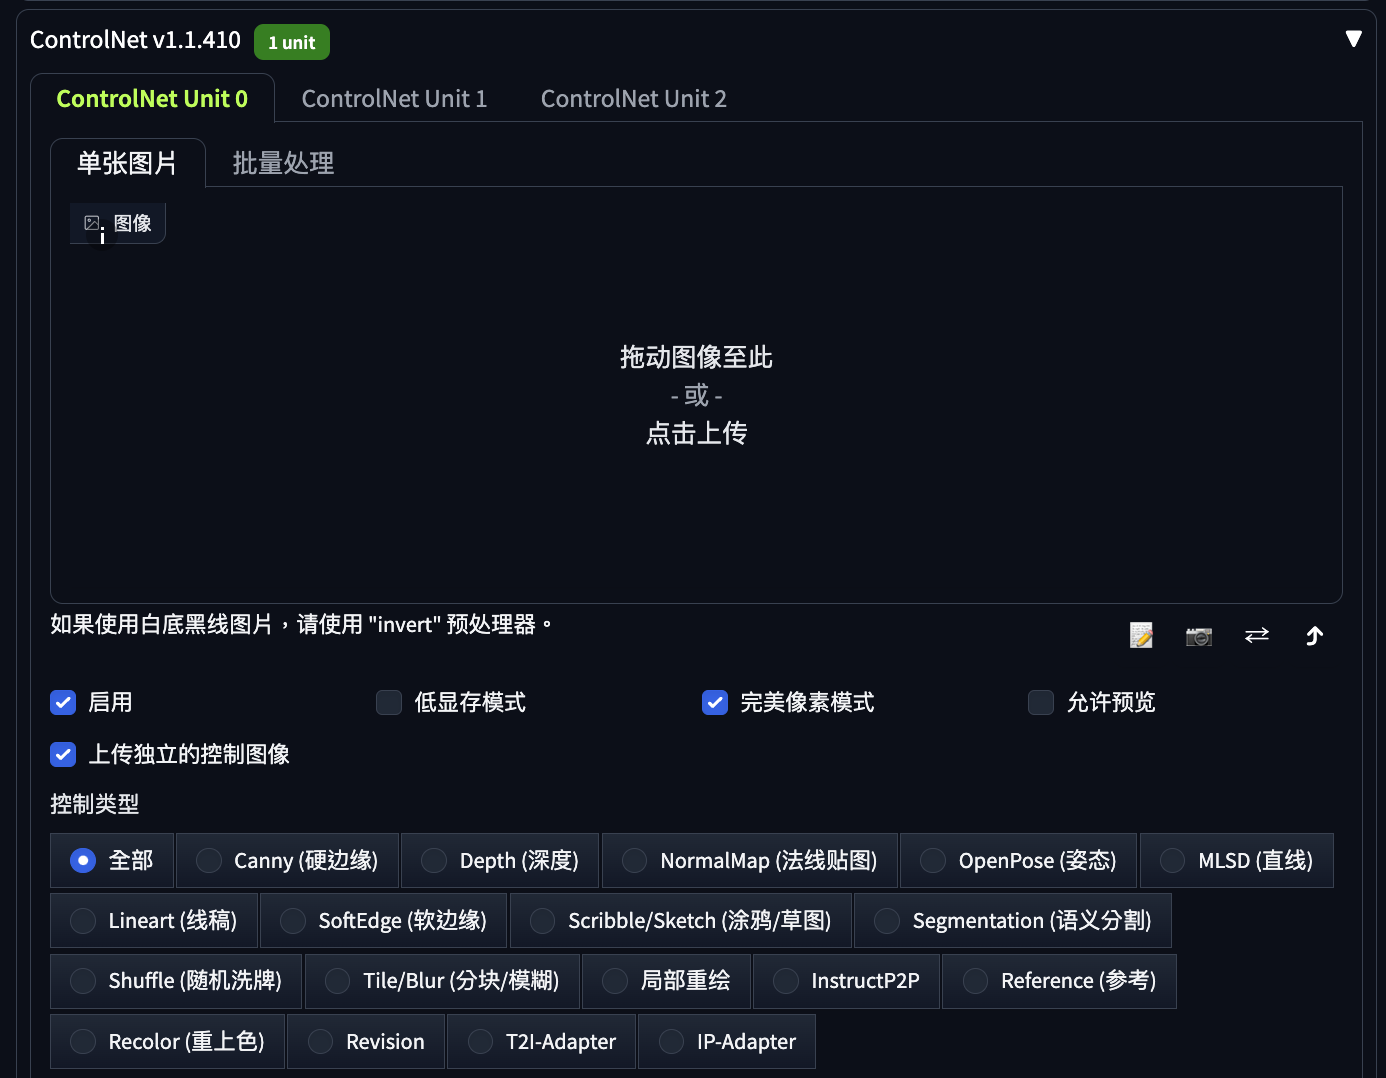 ControlNet v1.1.410 1 unit
ControlNet Unit 0 ControlNet Unit 1 ControlNet Unit 2
单张图片 批量处理
图像
拖动图像至此
- 或 -
点击上传
如果使用白底黑线图片，请使用 "invert" 预处理器。
启用 低显存模式 完美像素模式 允许预览
上传独立的控制图像
控制类型
全部 Canny (硬边缘) Depth (深度) NormalMap (法线贴图) OpenPose (姿态) MLSD (直线)
Lineart (线稿) SoftEdge (软边缘) Scribble/Sketch (涂鸦/草图) Segmentation (语义分割)
Shuffle (随机洗牌) Tile/Blur (分块/模糊) 局部重绘 InstructP2P Reference (参考)
Recolor (重上色) Revision T2I-Adapter IP-Adapter